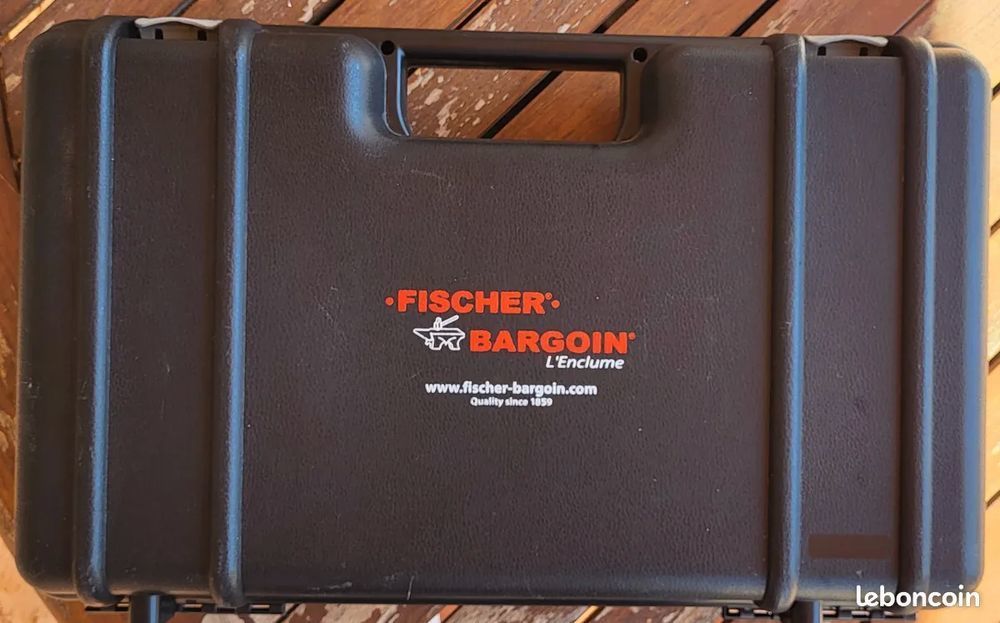 •FISCHER®•
BARGOIN®
L'Enclume
www.fischer-bargoin.com
Quality since 1859
leboncoin